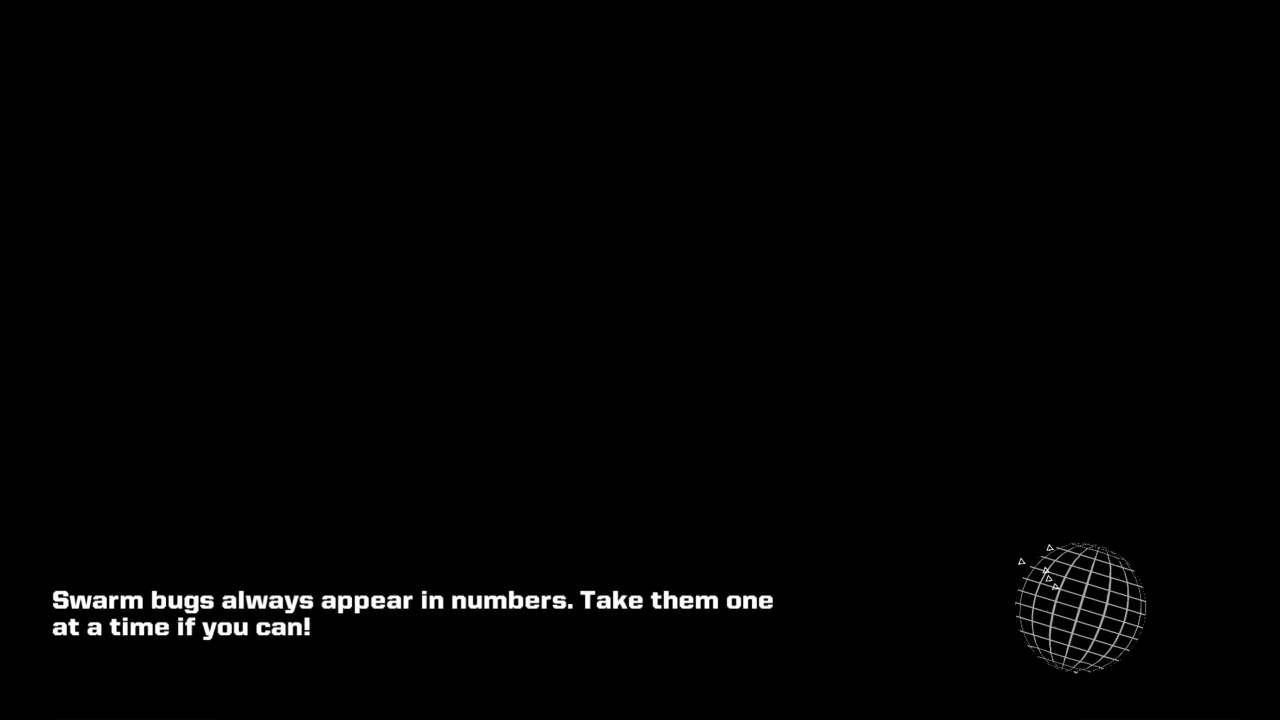 Swarm bugs always appear in numbers. Take them one
at a time if you can!